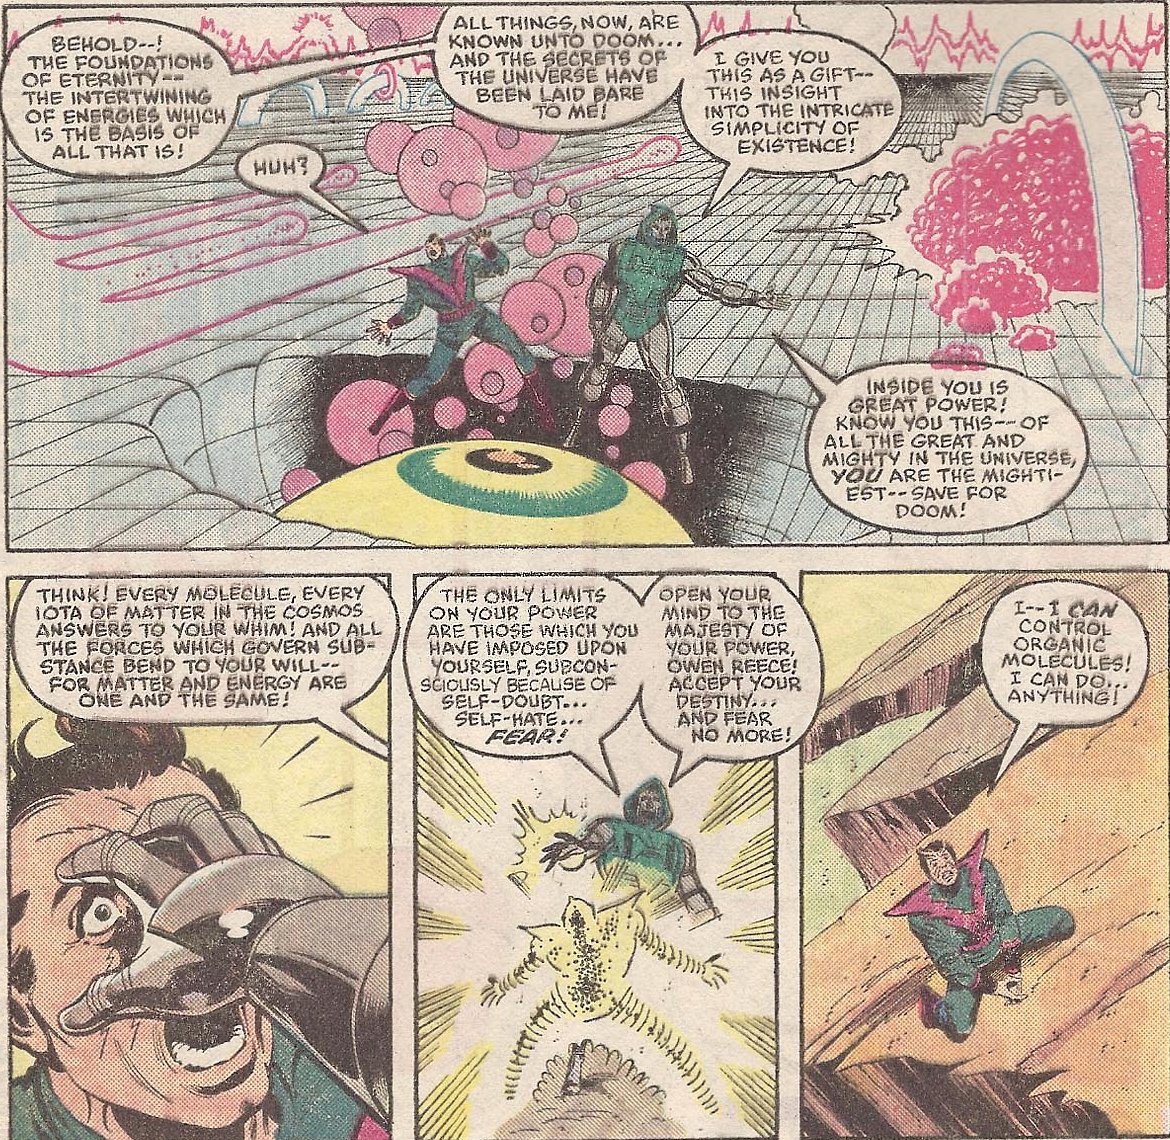 BEHOLD--!
THE FOUNDATIONS
OF ETERNITY--
THE INTERTWINING
OF ENERGIES WHICH
IS THE BASIS OF
ALL THAT IS!
ALL THINGS, NOW, ARE
KNOWN UNTO DOOM...
AND THE SECRETS OF
THE UNIVERSE HAVE
BEEN LAID BARE
TO ME!
I GIVE YOU
THIS AS A GIFT--
THIS INSIGHT
INTO THE INTRICATE
SIMPLICITY OF
EXISTENCE!
HUH?
INSIDE YOU IS
GREAT POWER!
KNOW YOU THIS--OF
ALL THE GREAT AND
MIGHTY IN THE UNIVERSE,
YOU ARE THE MIGHTI-
EST--SAVE FOR
DOOM!
THINK! EVERY MOLECULE, EVERY
IOTA OF MATTER IN THE COSMOS
ANSWERS TO YOUR WHIM! AND ALL
THE FORCES WHICH GOVERN SUB-
STANCE BEND TO YOUR WILL--
FOR MATTER AND ENERGY ARE
ONE AND THE SAME!
THE ONLY LIMITS
ON YOUR POWER
ARE THOSE WHICH YOU
HAVE IMPOSED UPON
YOURSELF, SUBCON-
SCIOUSLY BECAUSE OF
SELF-DOUBT...
SELF-HATE...
FEAR!
OPEN YOUR
MIND TO THE
MAJESTY OF
YOUR POWER,
OWEN REECE!
ACCEPT YOUR
DESTINY...
AND FEAR
NO MORE!
I--I CAN
CONTROL
ORGANIC
MOLECULES!
I CAN DO...
ANYTHING!